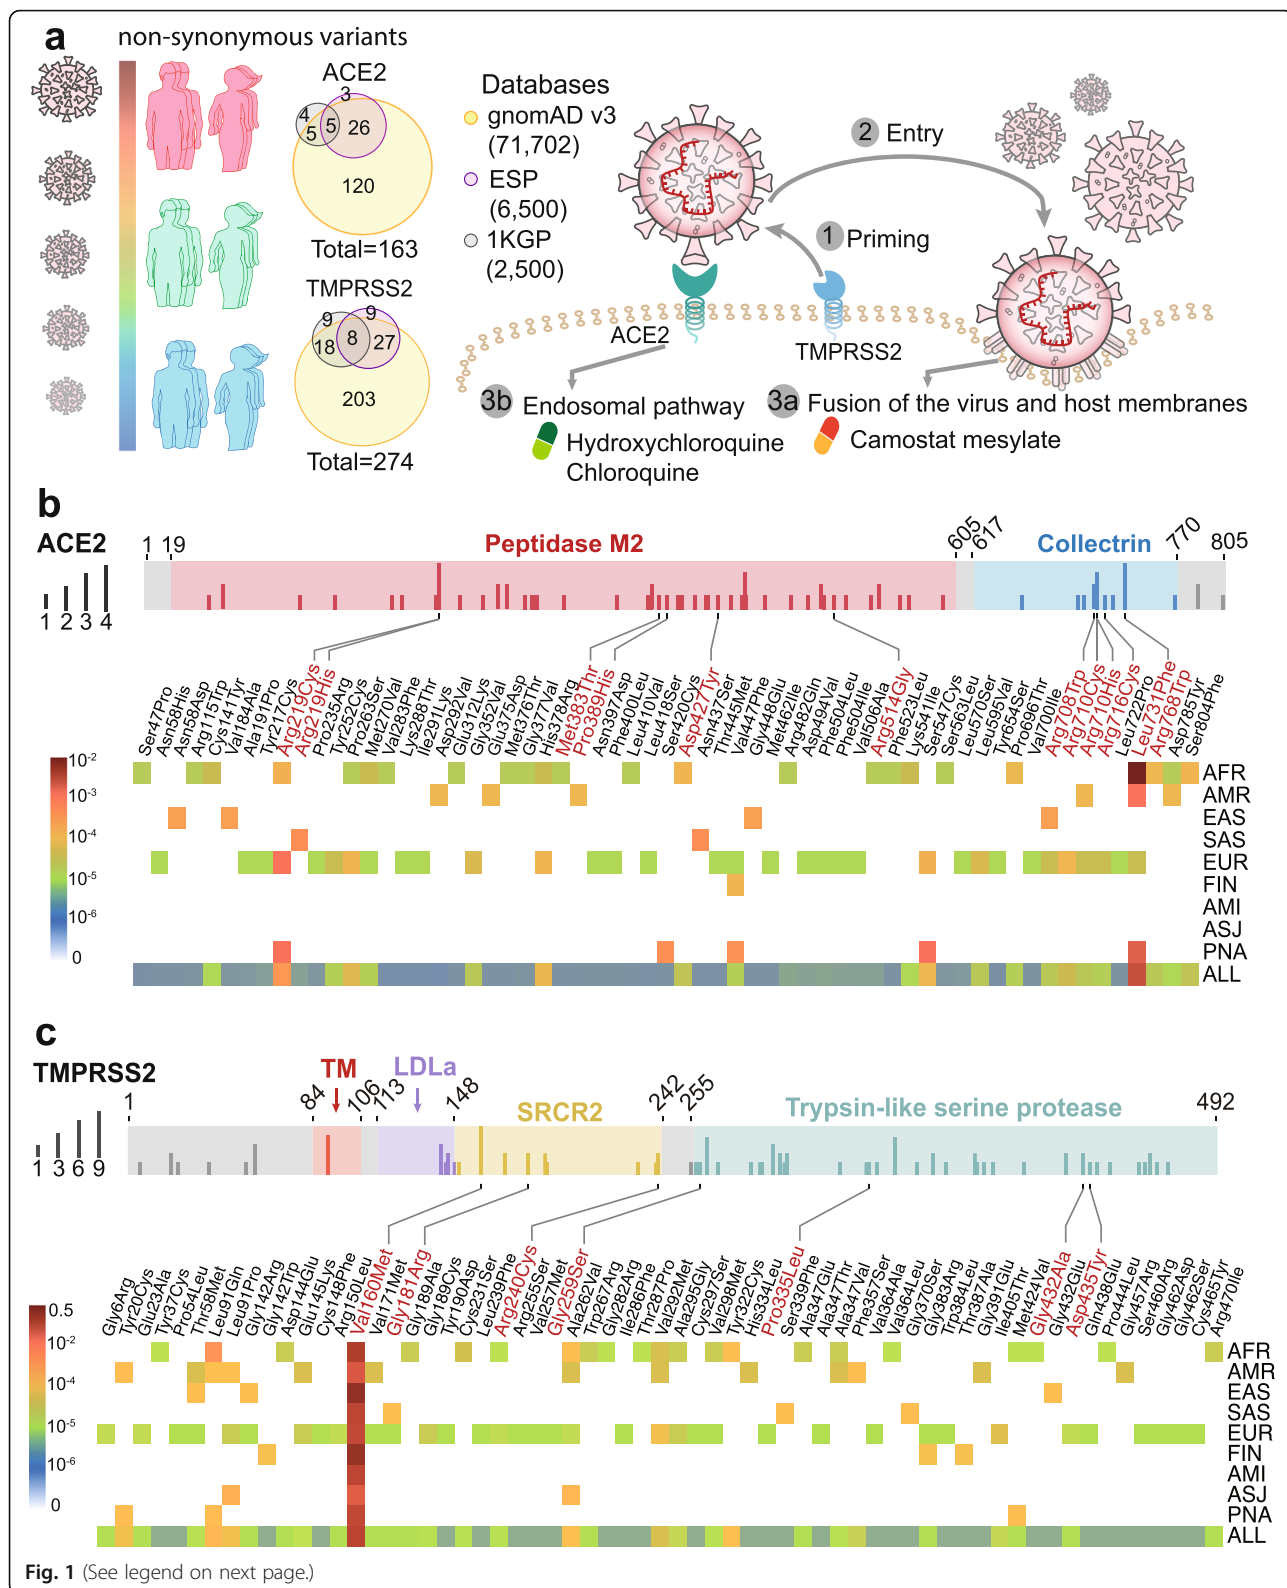 a
non-synonymous variants
ACE2
3
4
5
5
26
120
Total=163
TMPRSS2
9
9
18
8
27
203
Total=274
Databases
gnomAD v3
(71,702)
ESP
(6,500)
1KGP
(2,500)
2 Entry
1 Priming
ACE2
TMPRSS2
3b Endosomal pathway
Hydroxychloroquine
Chloroquine
3a Fusion of the virus and host membranes
Camostat mesylate
b
ACE2
1 2 3 4
1 19 Peptidase M2 605 617 Collectrin 770 805
Ser47Pro
Asn58His
Asn58Asp
Arg115Trp
Cys141Tyr
Val184Ala
Ala191Pro
Tyr217Cys
Arg219Cys
Arg219His
Pro235Arg
Tyr252Cys
Pro263Ser
Met270Val
Val283Phe
Lys288Thr
Ile291Lys
Asp292Val
Glu312Lys
Gly352Val
Glu375Asp
Met376Thr
Gly377Val
His378Arg
Met383Thr
Pro389His
Asn397Asp
Phe400Leu
Leu410Val
Leu418Ser
Ser420Cys
Asp427Tyr
Asn437Ser
Thr445Met
Val447Phe
Gly448Glu
Met462Ile
Arg482Gln
Asp494Val
Phe504Leu
Phe504Ile
Val506Ala
Arg514Gly
Phe523Leu
Lys541Ile
Ser547Cys
Ser563Leu
Leu570Ser
Leu595Val
Tyr654Ser
Pro696Thr
Val700Ile
Arg708Trp
Arg710Cys
Arg710His
Arg716Cys
Leu722Pro
Leu731Phe
Arg768Trp
Asp785Tyr
Ser804Phe
10-2
10-3
10-4
10-5
10-6
0
AFR
AMR
EAS
SAS
EUR
FIN
AMI
ASJ
PNA
ALL
c
TMPRSS2
1 3 6 9
1 84 TM 106 113 LDLa 148 SRCR2 242 255 Trypsin-like serine protease 492
Gly6Arg
Tyr20Cys
Glu23Ala
Tyr37Cys
Pro54Leu
Thr58Met
Leu91Gln
Leu91Pro
Gly142Arg
Gly142Trp
Asp144Glu
Glu145Lys
Cys148Phe
Arg150Leu
Val160Met
Val171Met
Gly181Arg
Gly189Ala
Gly189Cys
Tyr190Asp
Cys231Ser
Leu239Phe
Arg240Cys
Arg255Ser
Val257Met
Gly259Ser
Ala262Val
Trp267Arg
Gly282Arg
Ile286Phe
Thr287Pro
Val292Met
Ala295Gly
Cys297Ser
Val298Met
Tyr322Cys
His334Leu
Pro335Leu
Ser339Phe
Ala347Glu
Ala347Thr
Ala347Val
Phe357Ser
Val364Ala
Val364Leu
Gly370Ser
Gly383Arg
Trp384Leu
Thr387Ala
Gly391Glu
Ile405Thr
Met424Val
Gly432Ala
Gly432Glu
Asp435Tyr
Gln438Glu
Pro444Leu
Gly457Arg
Ser460Arg
Gly462Asp
Gly462Ser
Cys465Tyr
Arg470Ile
0.5
10-2
10-4
10-5
10-6
0
AFR
AMR
EAS
SAS
EUR
FIN
AMI
ASJ
PNA
ALL
Fig. 1 (See legend on next page.)